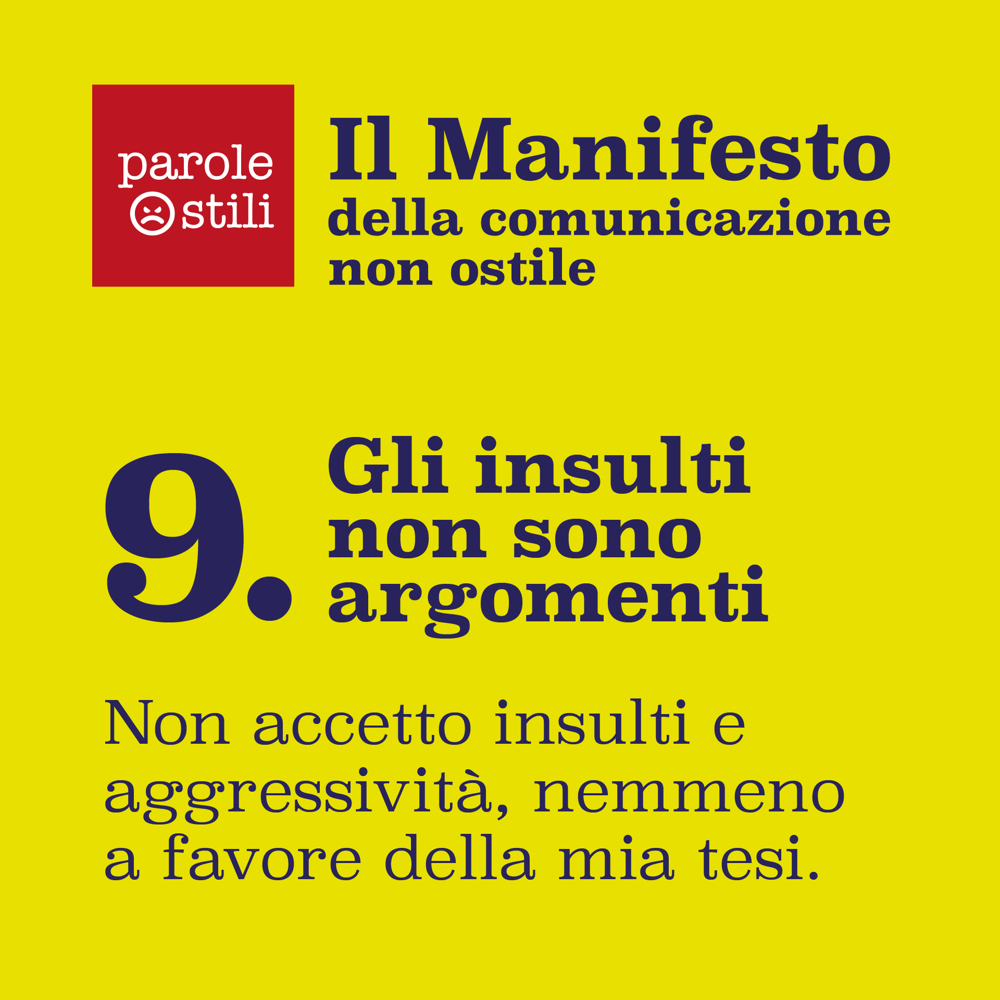 parole
Ostili
Il Manifesto
della comunicazione
non ostile
9.
Gli insulti
non sono
argomenti
Non accetto insulti e
aggressività, nemmeno
a favore della mia tesi.